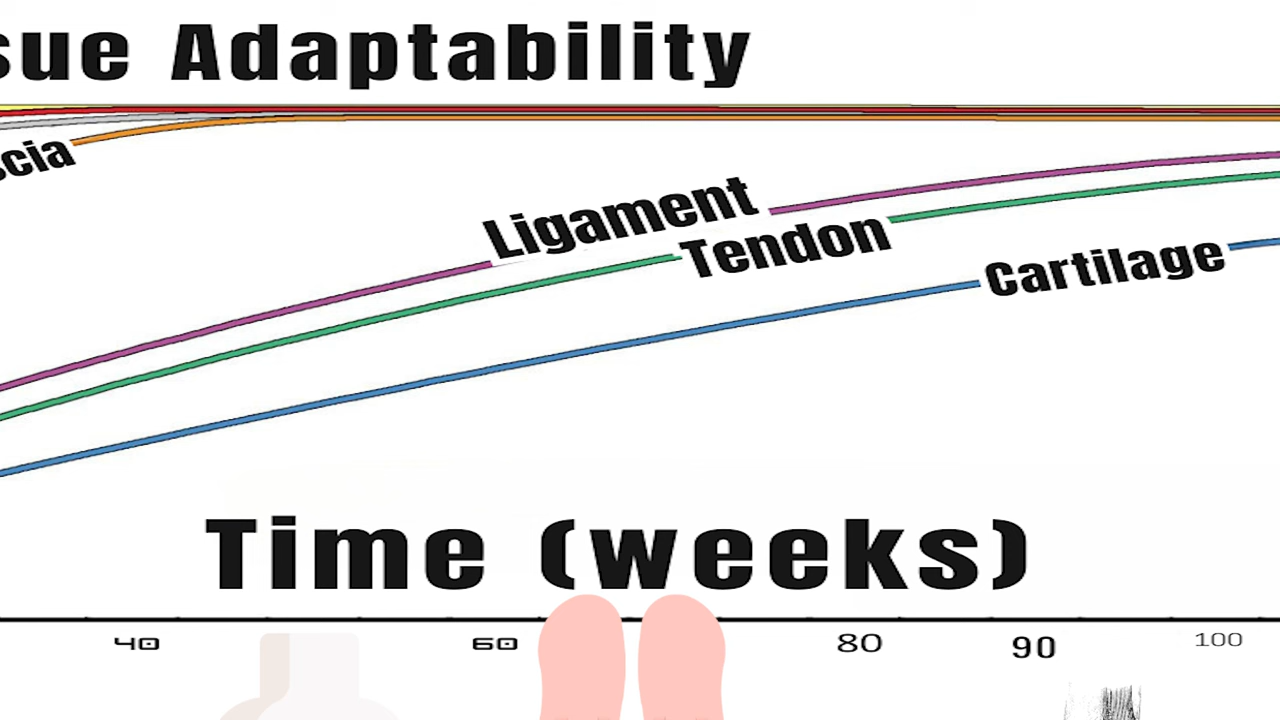 sue Adaptability
scia
Ligament
Tendon
Cartilage
Time (weeks)
40 60 80 90 100